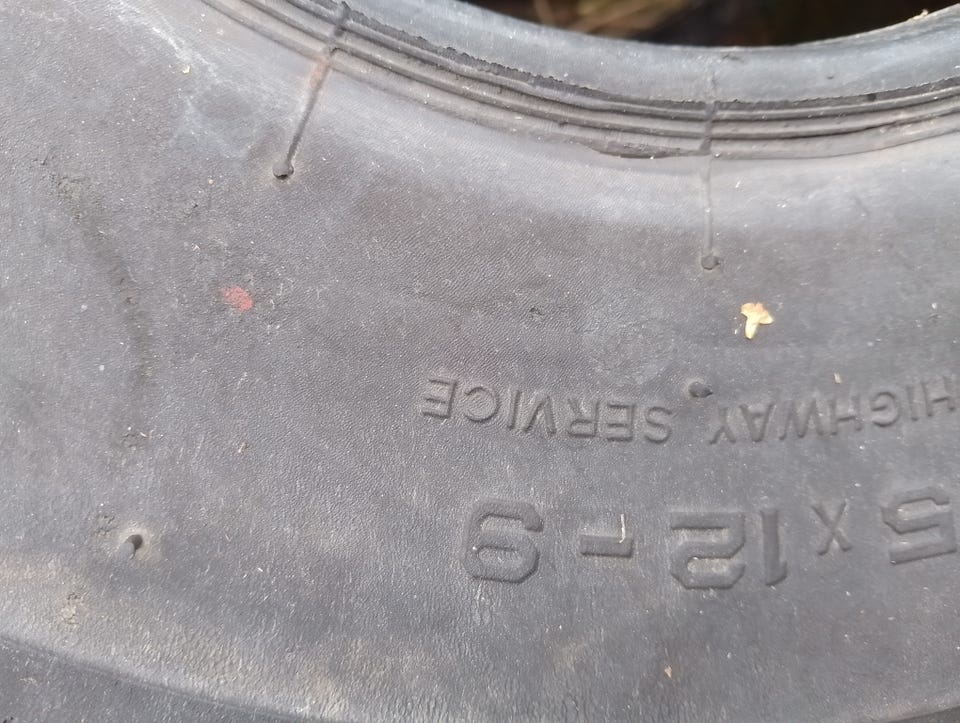 5 X 12 - 9
HIGHWAY SERVICE